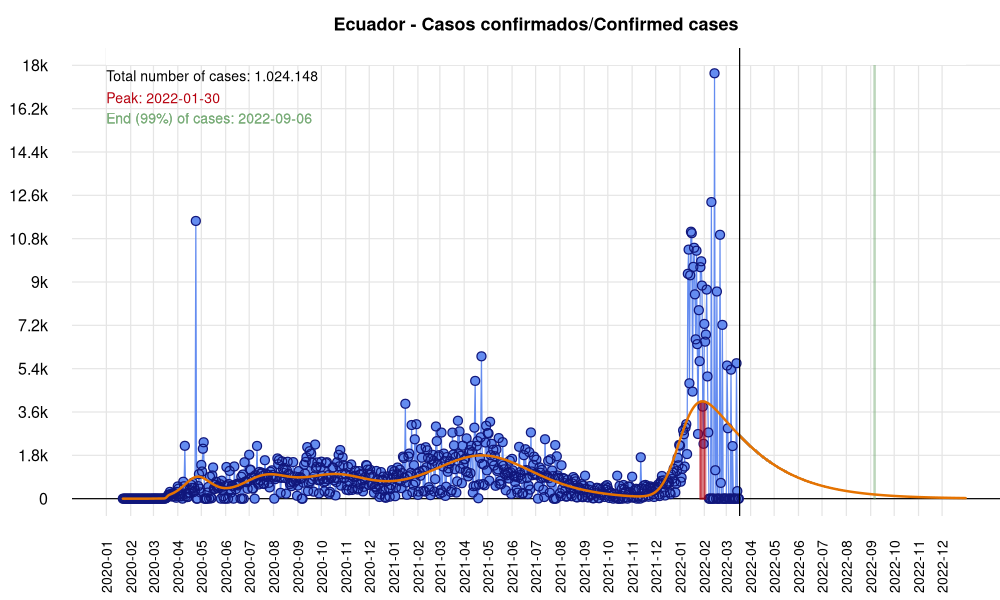 Ecuador - Casos confirmados/Confirmed cases
Total number of cases: 1.024.148
Peak: 2022-01-30
End (99%) of cases: 2022-09-06
18k
16.2k
14.4k
12.6k
10.8k
9k
7.2k
5.4k
3.6k
1.8k
0
2020-01
2020-02
2020-03
2020-04
2020-05
2020-06
2020-07
2020-08
2020-09
2020-10
2020-11
2020-12
2021-01
2021-02
2021-03
2021-04
2021-05
2021-06
2021-07
2021-08
2021-09
2021-10
2021-11
2021-12
2022-01
2022-02
2022-03
2022-04
2022-05
2022-06
2022-07
2022-08
2022-09
2022-10
2022-11
2022-12